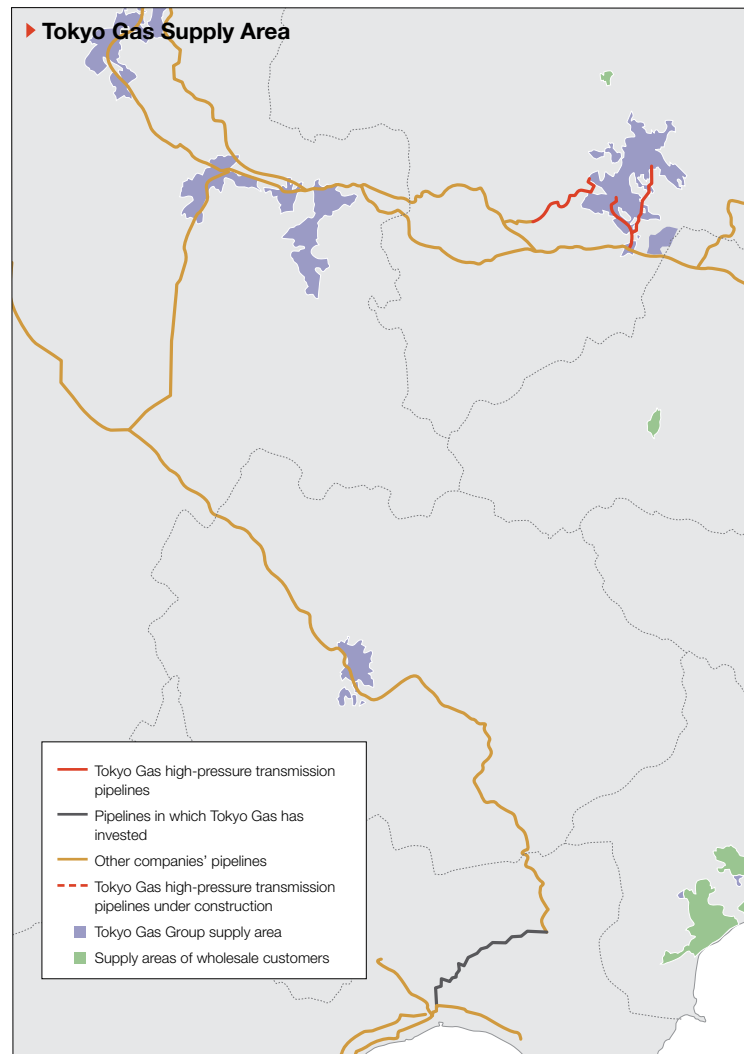 Tokyo Gas Supply Area
Tokyo Gas high-pressure transmission
pipelines
Pipelines in which Tokyo Gas has
invested
Other companies’ pipelines
Tokyo Gas high-pressure transmission
pipelines under construction
Tokyo Gas Group supply area
Supply areas of wholesale customers